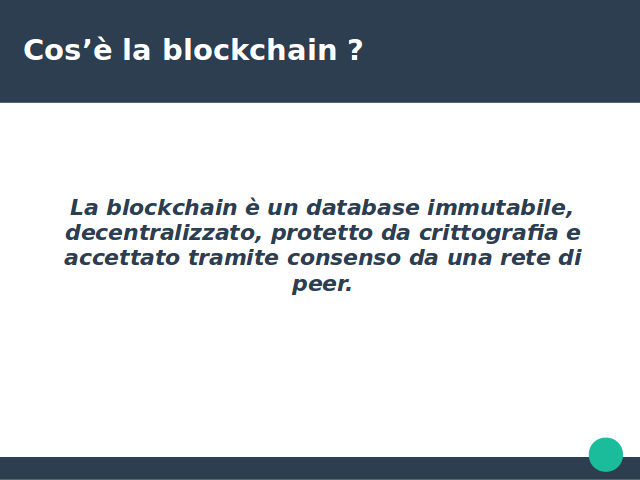 Cos’è la blockchain ?
La blockchain è un database immutabile,
decentralizzato, protetto da crittografia e
accettato tramite consenso da una rete di
peer.